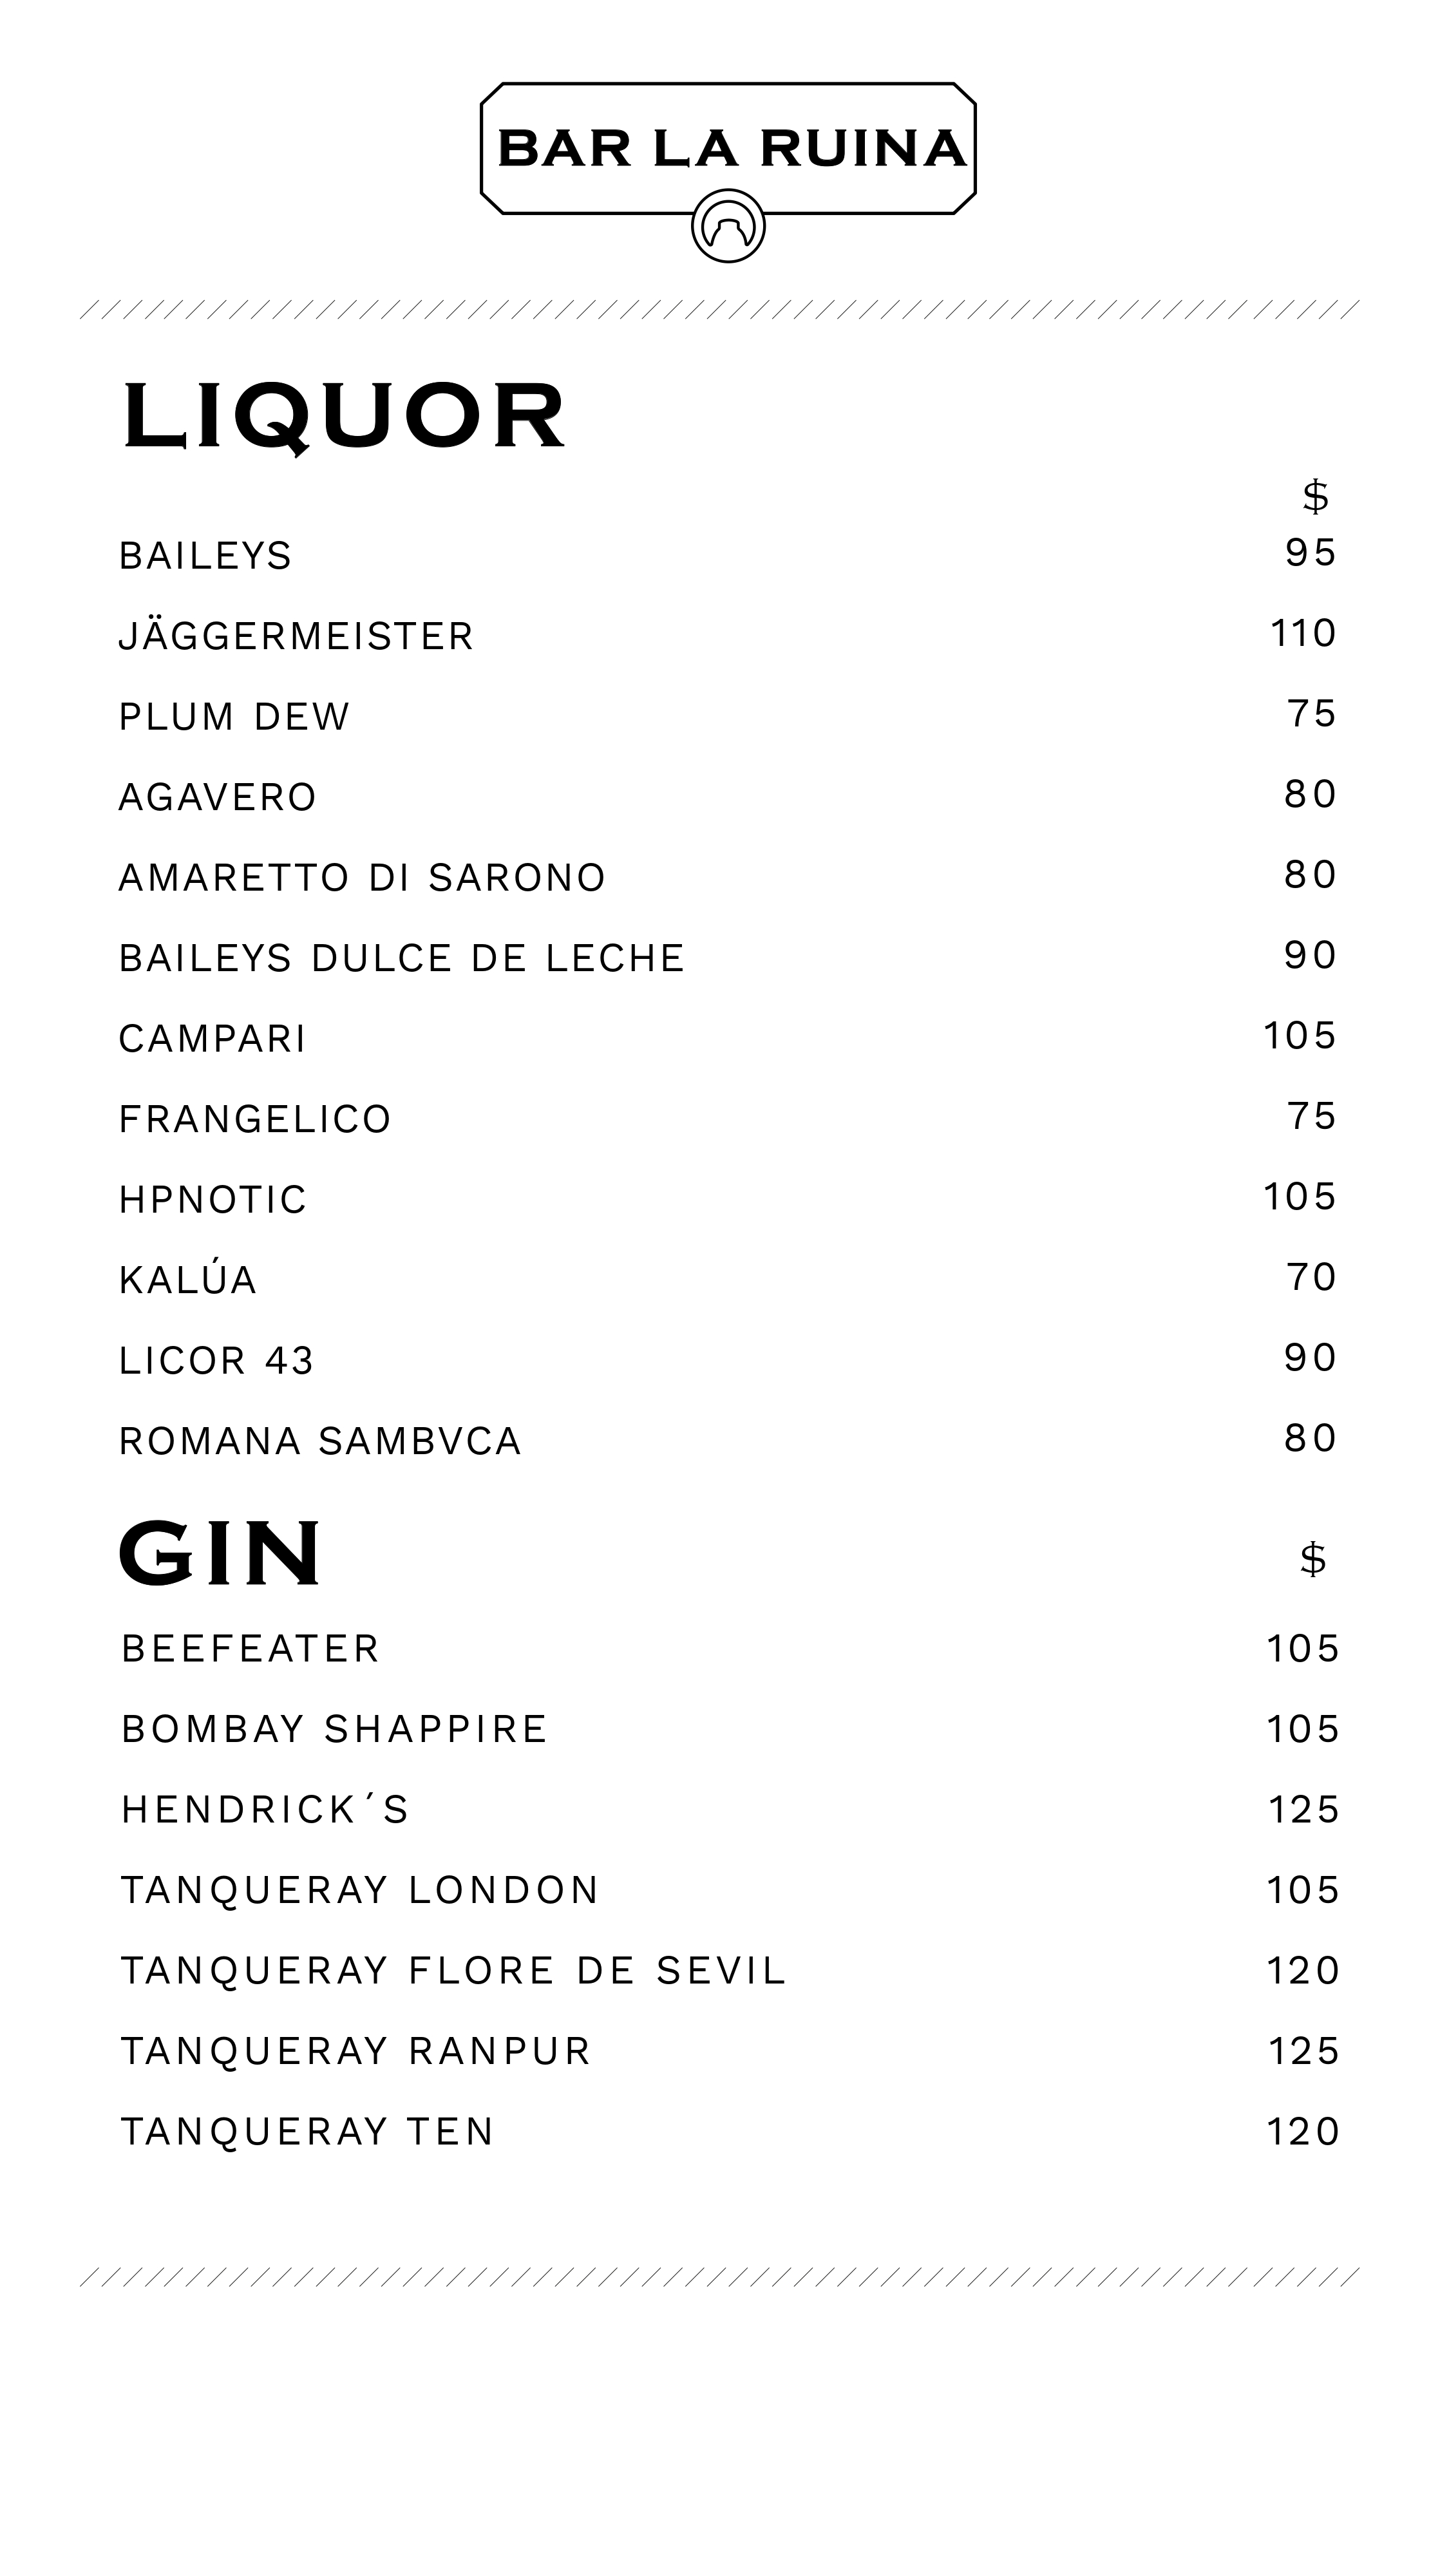 BAR LA RUINA
LIQUOR
$
BAILEYS 95
JÄGGERMEISTER 110
PLUM DEW 75
AGAVERO 80
AMARETTO DI SARONO 80
BAILEYS DULCE DE LECHE 90
CAMPARI 105
FRANGELICO 75
HPNOTIC 105
KALÚA 70
LICOR 43 90
ROMANA SAMBVCA 80
GIN $
BEEFEATER 105
BOMBAY SHAPPIRE 105
HENDRICK´S 125
TANQUERAY LONDON 105
TANQUERAY FLORE DE SEVIL 120
TANQUERAY RANPUR 125
TANQUERAY TEN 120